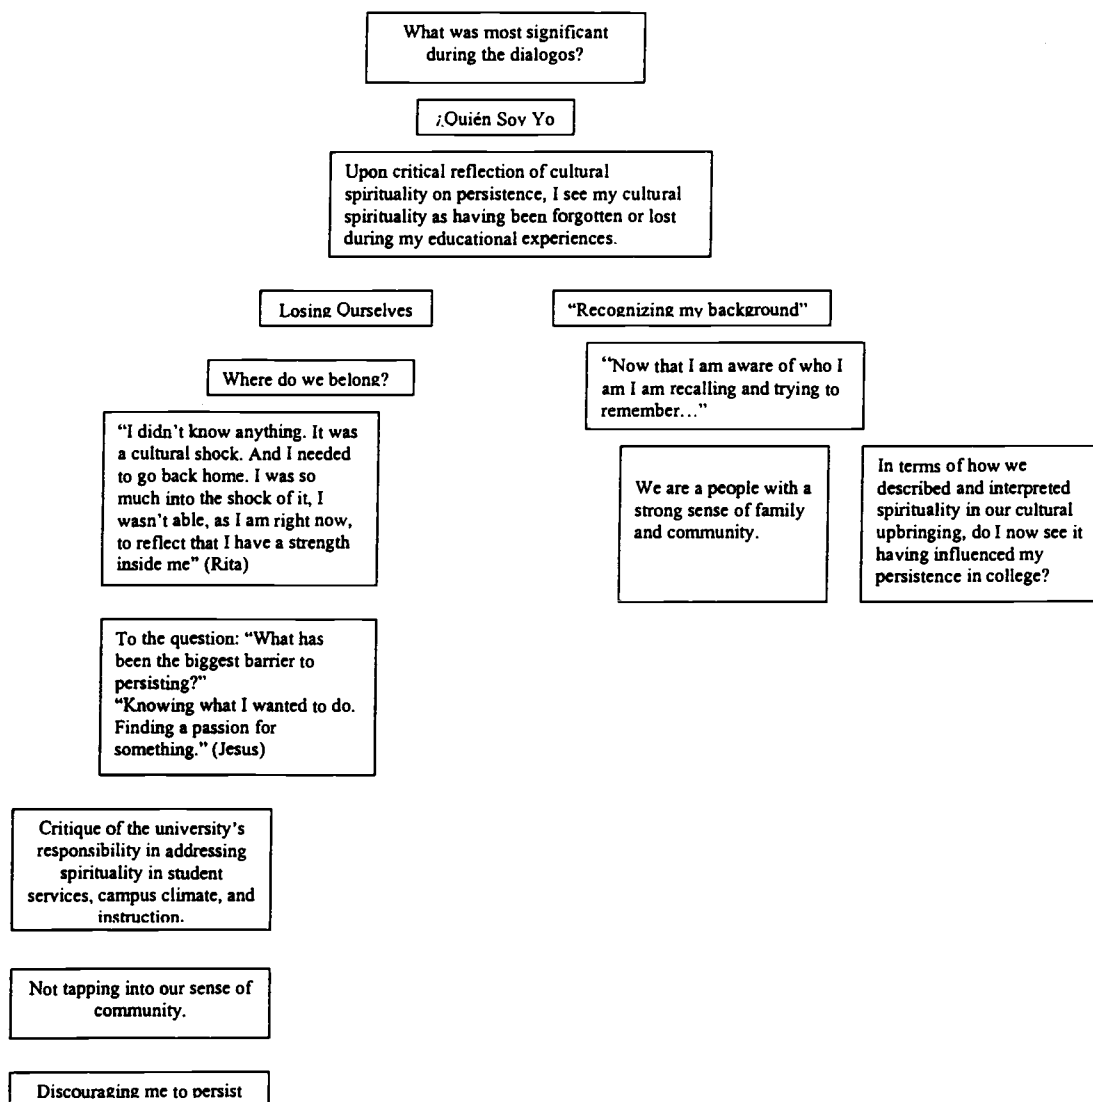 What was most significant
during the dialogos?
¿Quién Soy Yo
Upon critical reflection of cultural
spirituality on persistence, I see my cultural
spirituality as having been forgotten or lost
during my educational experiences.
Losing Ourselves
“Recognizing my background”
Where do we belong?
“Now that I am aware of who I
am I am recalling and trying to
remember…”
“I didn’t know anything. It was
a cultural shock. And I needed
to go back home. I was so
much into the shock of it, I
wasn’t able, as I am right now,
to reflect that I have a strength
inside me” (Rita)
We are a people with a
strong sense of family
and community.
In terms of how we
described and interpreted
spirituality in our cultural
upbringing, do I now see it
having influenced my
persistence in college?
To the question: “What has
been the biggest barrier to
persisting?”
“Knowing what I wanted to do.
Finding a passion for
something.” (Jesus)
Critique of the university’s
responsibility in addressing
spirituality in student
services, campus climate, and
instruction.
Not tapping into our sense of
community.
Discouraging me to persist